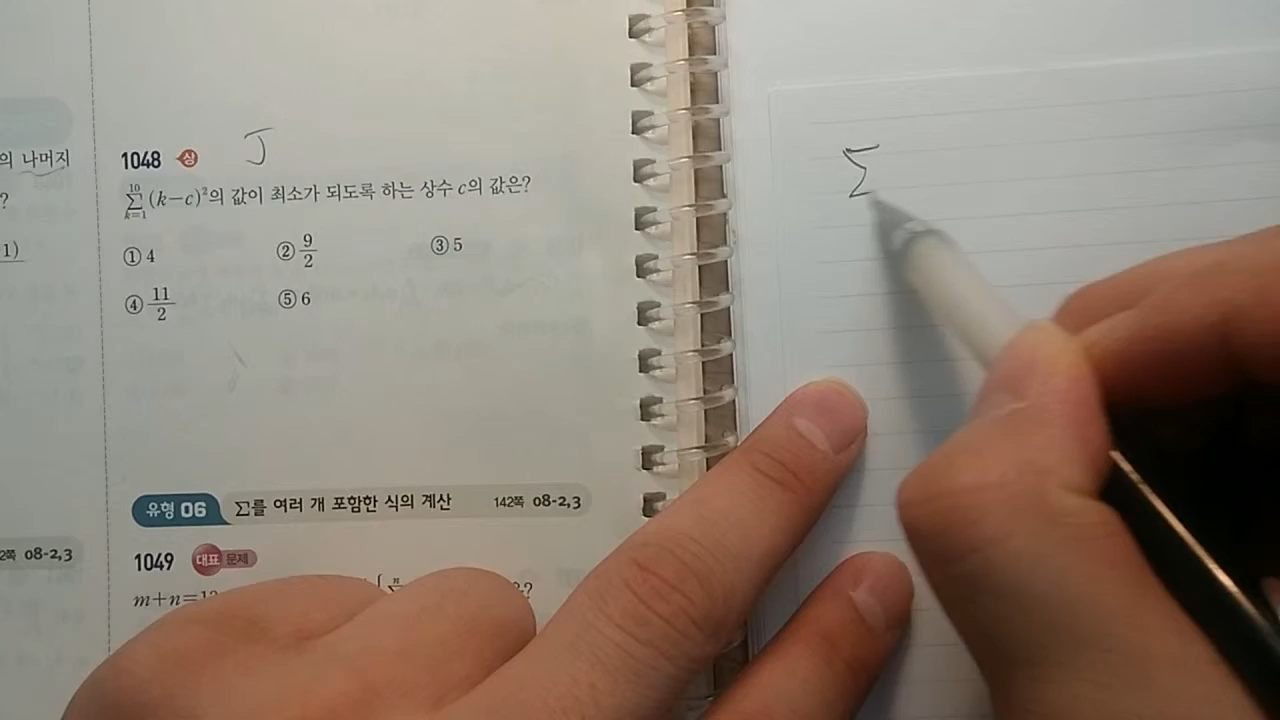 의 나머지
?
1)
2쪽 08-2,3
1048 상 J
\sum_{k=1}^{10}(k-c)^2의 값이 최소가 되도록 하는 상수 c의 값은?
① 4 ② 9/2 ③ 5
④ 11/2 ⑤ 6
유형 06 Σ를 여러 개 포함한 식의 계산 142쪽 08-2,3
1049 대표 문제
m+n=
Σ